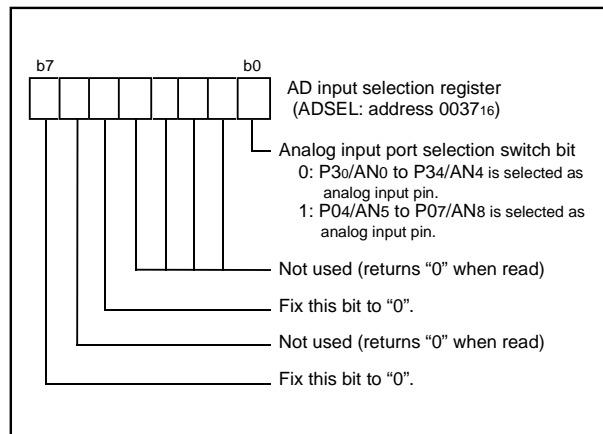 b7 b0
AD input selection register
(ADSEL: address 003716)
Analog input port selection switch bit
0: P30/AN0 to P34/AN4 is selected as
analog input pin.
1: P04/AN5 to P07/AN8 is selected as
analog input pin.
Not used (returns “0” when read)
Fix this bit to “0”.
Not used (returns “0” when read)
Fix this bit to “0”.